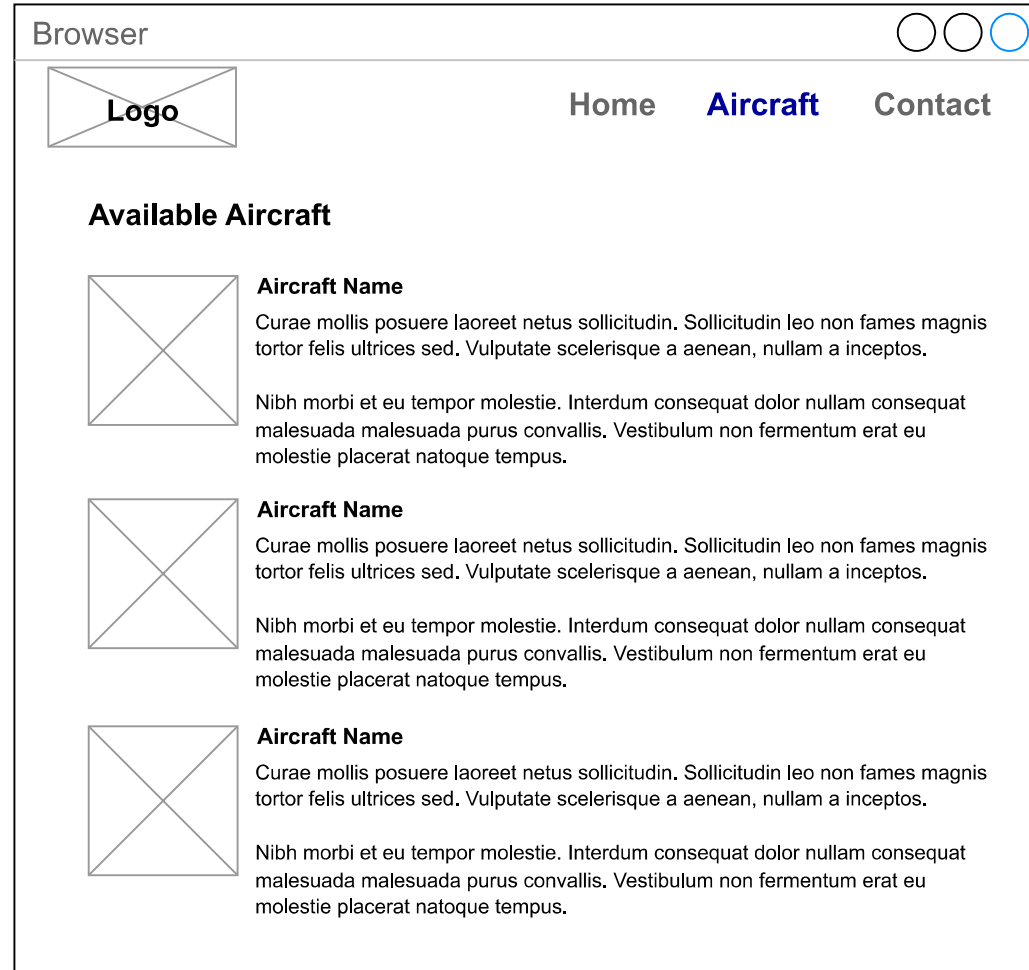 Browser
Logo
Home Aircraft Contact
Available Aircraft
Aircraft Name
Curae mollis posuere laoreet netus sollicitudin. Sollicitudin leo non fames magnis
tortor felis ultrices sed. Vulputate scelerisque a aenean, nullam a inceptos.
Nibh morbi et eu tempor molestie. Interdum consequat dolor nullam consequat
malesuada malesuada purus convallis. Vestibulum non fermentum erat eu
molestie placerat natoque tempus.
Aircraft Name
Curae mollis posuere laoreet netus sollicitudin. Sollicitudin leo non fames magnis
tortor felis ultrices sed. Vulputate scelerisque a aenean, nullam a inceptos.
Nibh morbi et eu tempor molestie. Interdum consequat dolor nullam consequat
malesuada malesuada purus convallis. Vestibulum non fermentum erat eu
molestie placerat natoque tempus.
Aircraft Name
Curae mollis posuere laoreet netus sollicitudin. Sollicitudin leo non fames magnis
tortor felis ultrices sed. Vulputate scelerisque a aenean, nullam a inceptos.
Nibh morbi et eu tempor molestie. Interdum consequat dolor nullam consequat
malesuada malesuada purus convallis. Vestibulum non fermentum erat eu
molestie placerat natoque tempus.